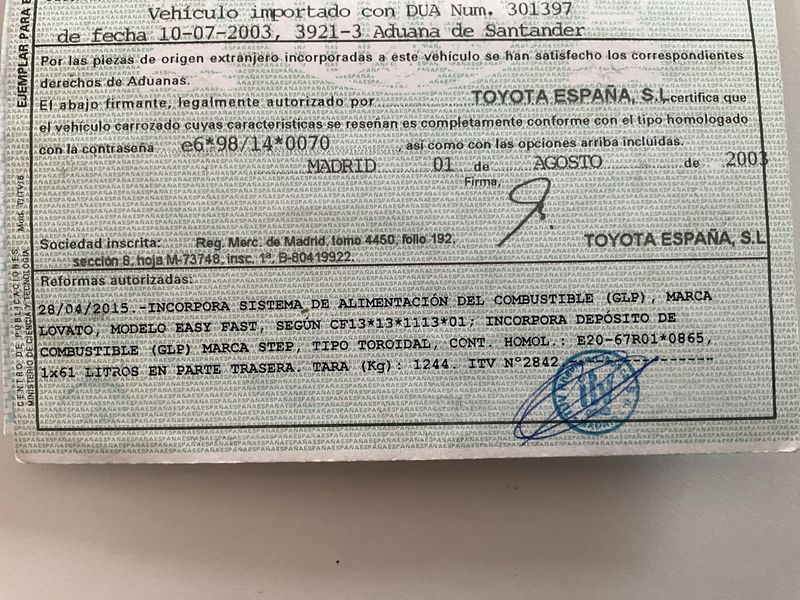 Vehículo importado con DUA Num. 301397
de fecha 10-07-2003, 3921-3 Aduana de Santander
Por las piezas de origen extranjero incorporadas a este vehículo se han satisfecho los correspondientes
derechos de Aduanas.
El abajo firmante, legalmente autorizado por TOYOTA ESPAÑA, S.L. certifica que
el vehículo carrozado cuyas características se reseñan es completamente conforme con el tipo homologado
con la contraseña e6*98/14*0070, así como con las opciones arriba incluidas.
MADRID 01 de AGOSTO de 2003
Firma,
Sociedad inscrita: Reg. Merc. de Madrid, tomo 4450, folio 192,
sección 8, hoja M-73748, insc. 1ª, B-80419922.
TOYOTA ESPAÑA, S.L
Reformas autorizadas:
28/04/2015.-INCORPORA SISTEMA DE ALIMENTACIÓN DEL COMBUSTIBLE (GLP), MARCA
LOVATO, MODELO EASY FAST, SEGÚN CF13*13*1113*01; INCORPORA DEPÓSITO DE
COMBUSTIBLE (GLP) MARCA STEP, TIPO TOROIDAL, CONT. HOMOL.: E20-67R01*0865,
1x61 LITROS EN PARTE TRASERA. TARA (Kg): 1244. ITV Nº2842
EJEMPLAR PARA
CENTRO DE PUBLICACIONES
MINISTERIO DE CIENCIA Y TECNOLOGIA
itv
MADRID